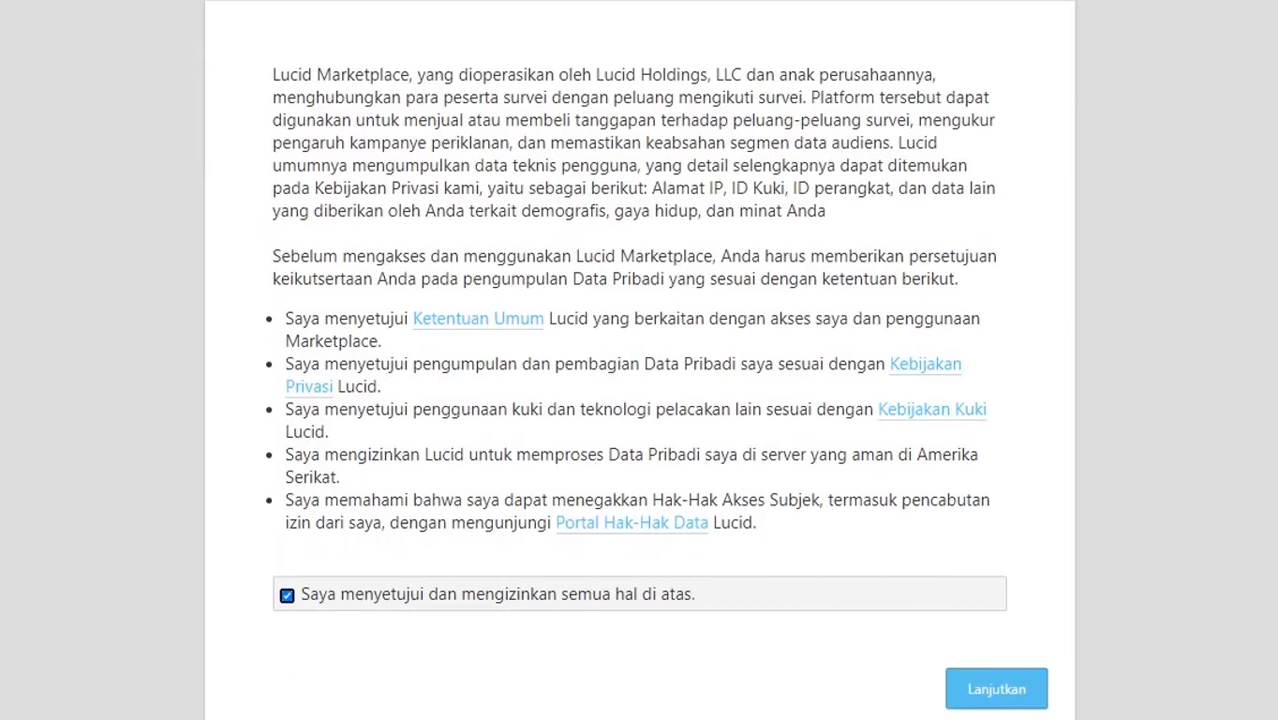 Lucid Marketplace, yang dioperasikan oleh Lucid Holdings, LLC dan anak perusahaannya,
menghubungkan para peserta survei dengan peluang mengikuti survei. Platform tersebut dapat
digunakan untuk menjual atau membeli tanggapan terhadap peluang-peluang survei, mengukur
pengaruh kampanye periklanan, dan memastikan keabsahan segmen data audiens. Lucid
umumnya mengumpulkan data teknis pengguna, yang detail selengkapnya dapat ditemukan
pada Kebijakan Privasi kami, yaitu sebagai berikut: Alamat IP, ID Kuki, ID perangkat, dan data lain
yang diberikan oleh Anda terkait demografis, gaya hidup, dan minat Anda
Sebelum mengakses dan menggunakan Lucid Marketplace, Anda harus memberikan persetujuan
keikutsertaan Anda pada pengumpulan Data Pribadi yang sesuai dengan ketentuan berikut.
• Saya menyetujui Ketentuan Umum Lucid yang berkaitan dengan akses saya dan penggunaan
Marketplace.
• Saya menyetujui pengumpulan dan pembagian Data Pribadi saya sesuai dengan Kebijakan
Privasi Lucid.
• Saya menyetujui penggunaan kuki dan teknologi pelacakan lain sesuai dengan Kebijakan Kuki
Lucid.
• Saya mengizinkan Lucid untuk memproses Data Pribadi saya di server yang aman di Amerika
Serikat.
• Saya memahami bahwa saya dapat menegakkan Hak-Hak Akses Subjek, termasuk pencabutan
izin dari saya, dengan mengunjungi Portal Hak-Hak Data Lucid.
Saya menyetujui dan mengizinkan semua hal di atas.
Lanjutkan